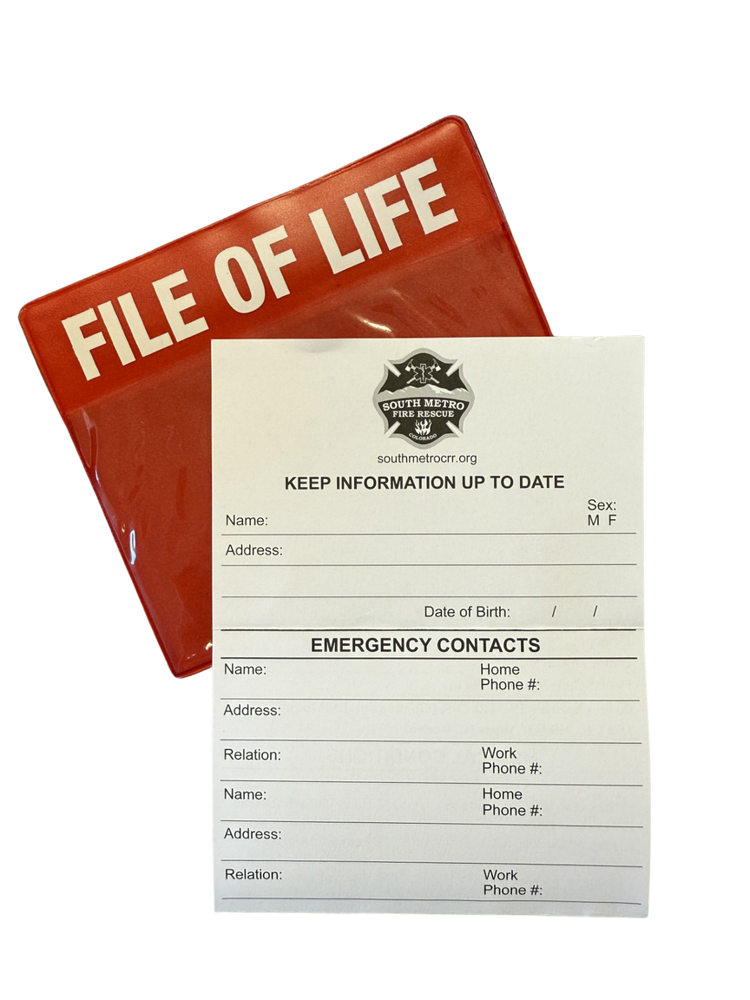 FILE OF LIFE
SOUTH METRO
FIRE RESCUE
COLORADO
southmetrocrr.org
KEEP INFORMATION UP TO DATE
Sex:
Name: M F
Address:
Date of Birth: / /
EMERGENCY CONTACTS
Name: Home
Phone #:
Address:
Relation: Work
Phone #:
Name: Home
Phone #:
Address:
Relation: Work
Phone #: